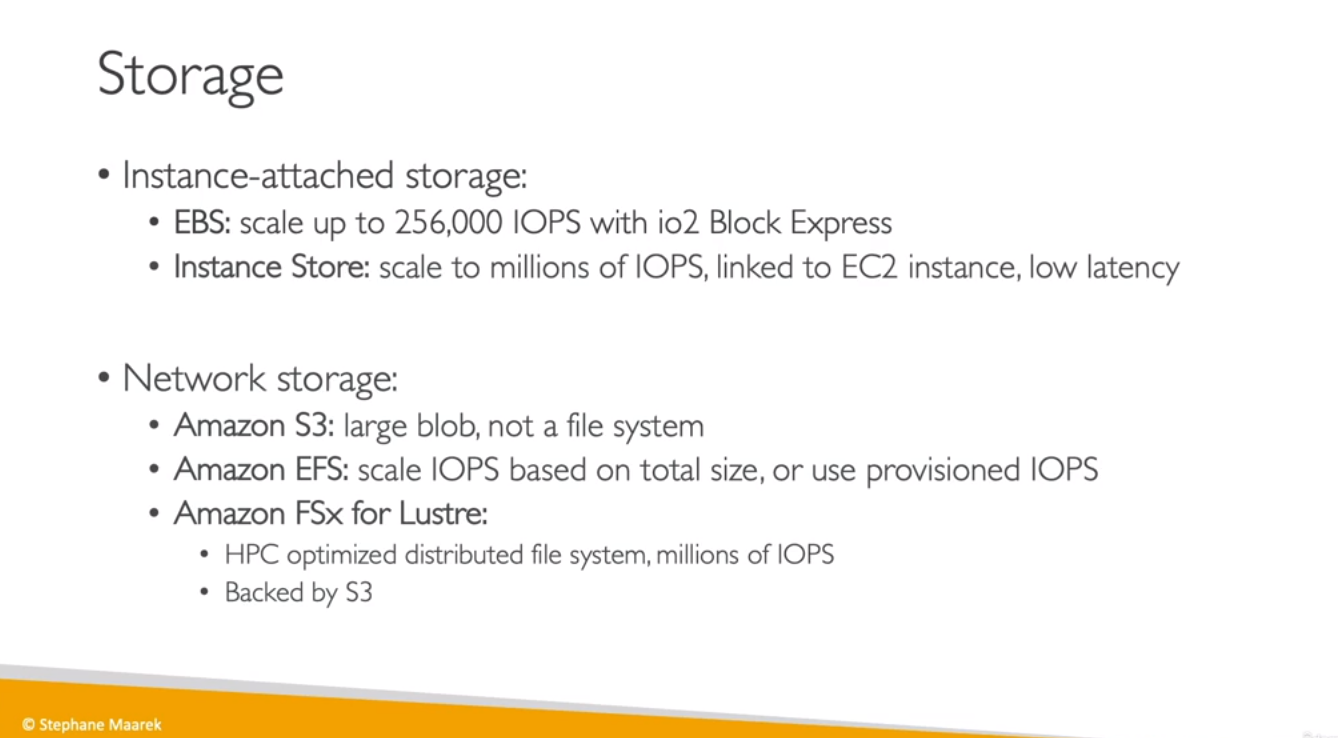 Storage
• Instance-attached storage:
• EBS: scale up to 256,000 IOPS with io2 Block Express
• Instance Store: scale to millions of IOPS, linked to EC2 instance, low latency
• Network storage:
• Amazon S3: large blob, not a file system
• Amazon EFS: scale IOPS based on total size, or use provisioned IOPS
• Amazon FSx for Lustre:
• HPC optimized distributed file system, millions of IOPS
• Backed by S3
© Stephane Maarek